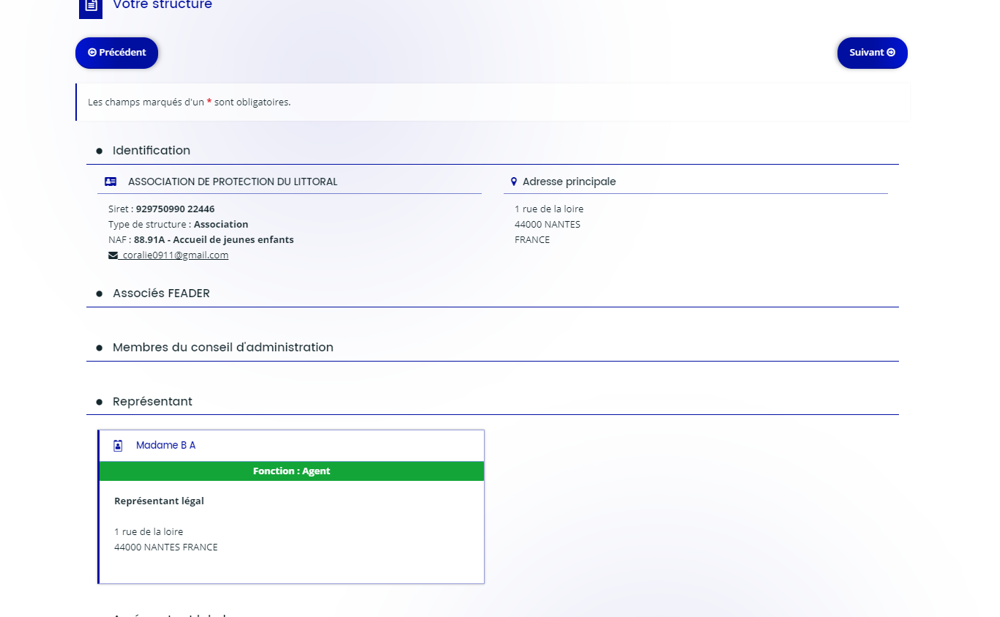 Votre structure
Précédent
Suivant
Les champs marqués d'un * sont obligatoires.
Identification
ASSOCIATION DE PROTECTION DU LITTORAL
Siret : 929750990 22446
Type de structure : Association
NAF : 88.91A - Accueil de jeunes enfants
coralie0911@gmail.com
Adresse principale
1 rue de la loire
44000 NANTES
FRANCE
Associés FEADER
Membres du conseil d'administration
Représentant
Madame B A
Fonction : Agent
Représentant légal
1 rue de la loire
44000 NANTES FRANCE